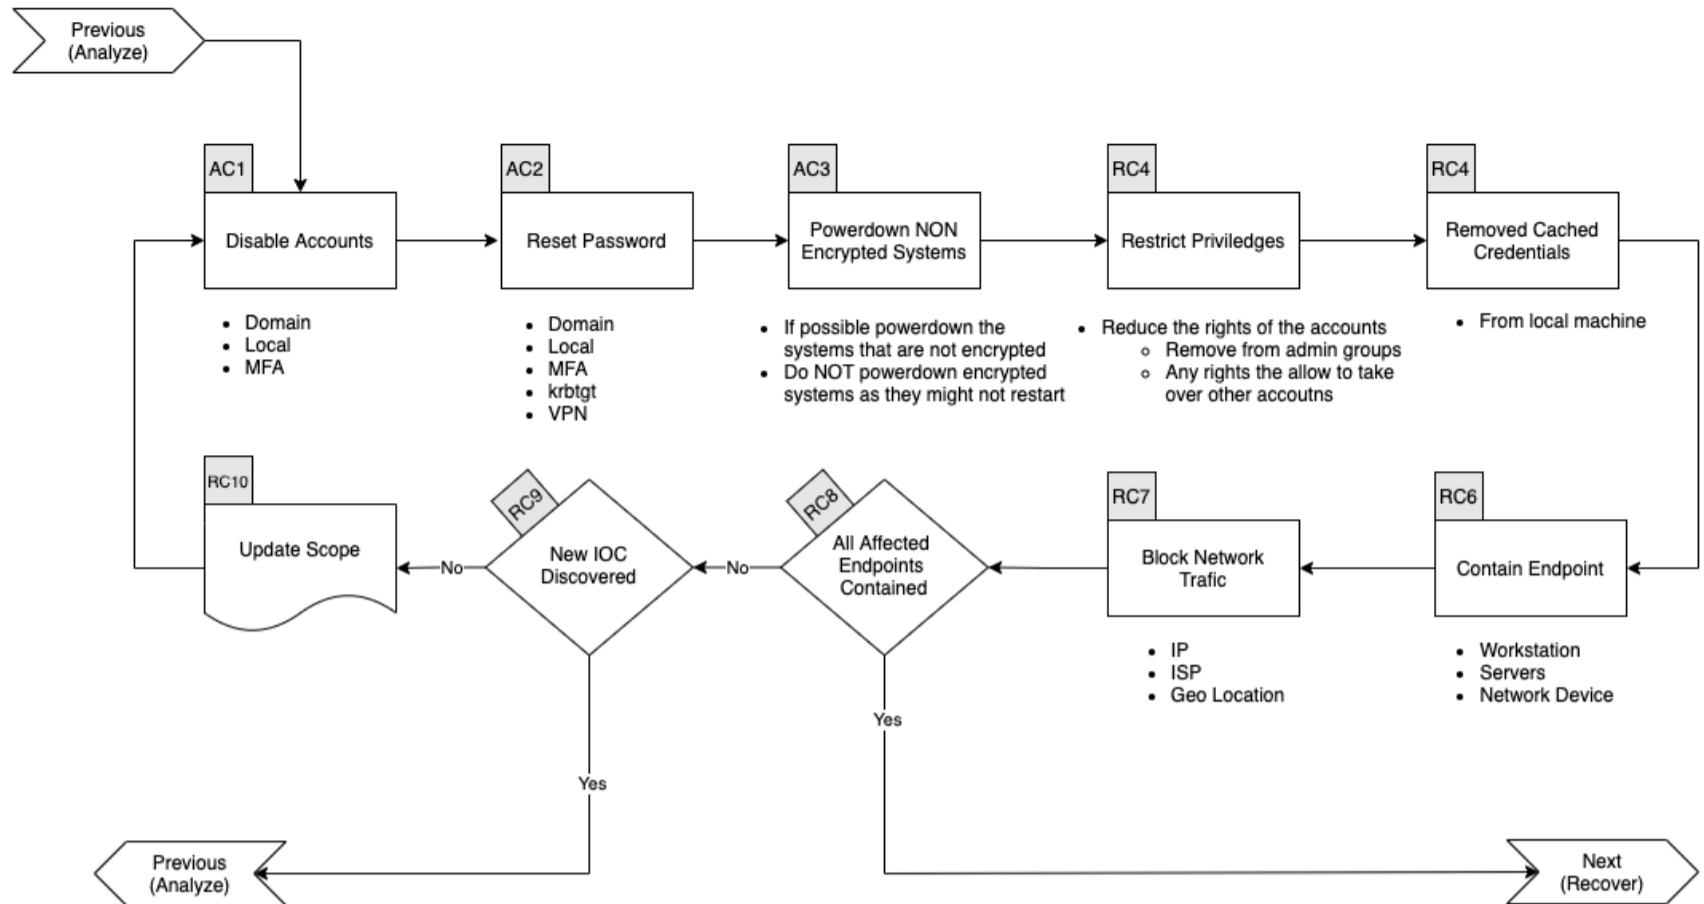 Previous
(Analyze)
AC1
Disable Accounts
• Domain
• Local
• MFA
AC2
Reset Password
• Domain
• Local
• MFA
• krbtgt
• VPN
AC3
Powerdown NON
Encrypted Systems
• If possible powerdown the
systems that are not encrypted
• Do NOT powerdown encrypted
systems as they might not restart
RC4
Restrict Priviledges
• Reduce the rights of the accounts
○ Remove from admin groups
○ Any rights the allow to take
over other accoutns
RC4
Removed Cached
Credentials
• From local machine
RC6
Contain Endpoint
• Workstation
• Servers
• Network Device
RC7
Block Network
Trafic
• IP
• ISP
• Geo Location
RC8
All Affected
Endpoints
Contained
No
Yes
RC9
New IOC
Discovered
No
Yes
RC10
Update Scope
Previous
(Analyze)
Next
(Recover)